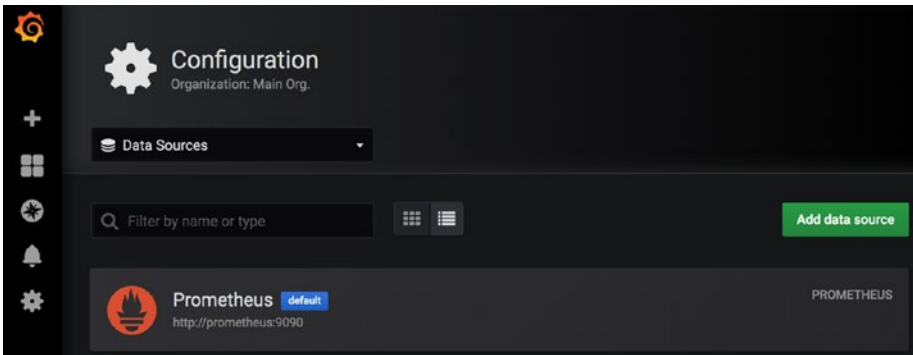 Configuration
Organization: Main Org.
Data Sources
Filter by name or type
Add data source
Prometheus default
PROMETHEUS
http://prometheus:9090